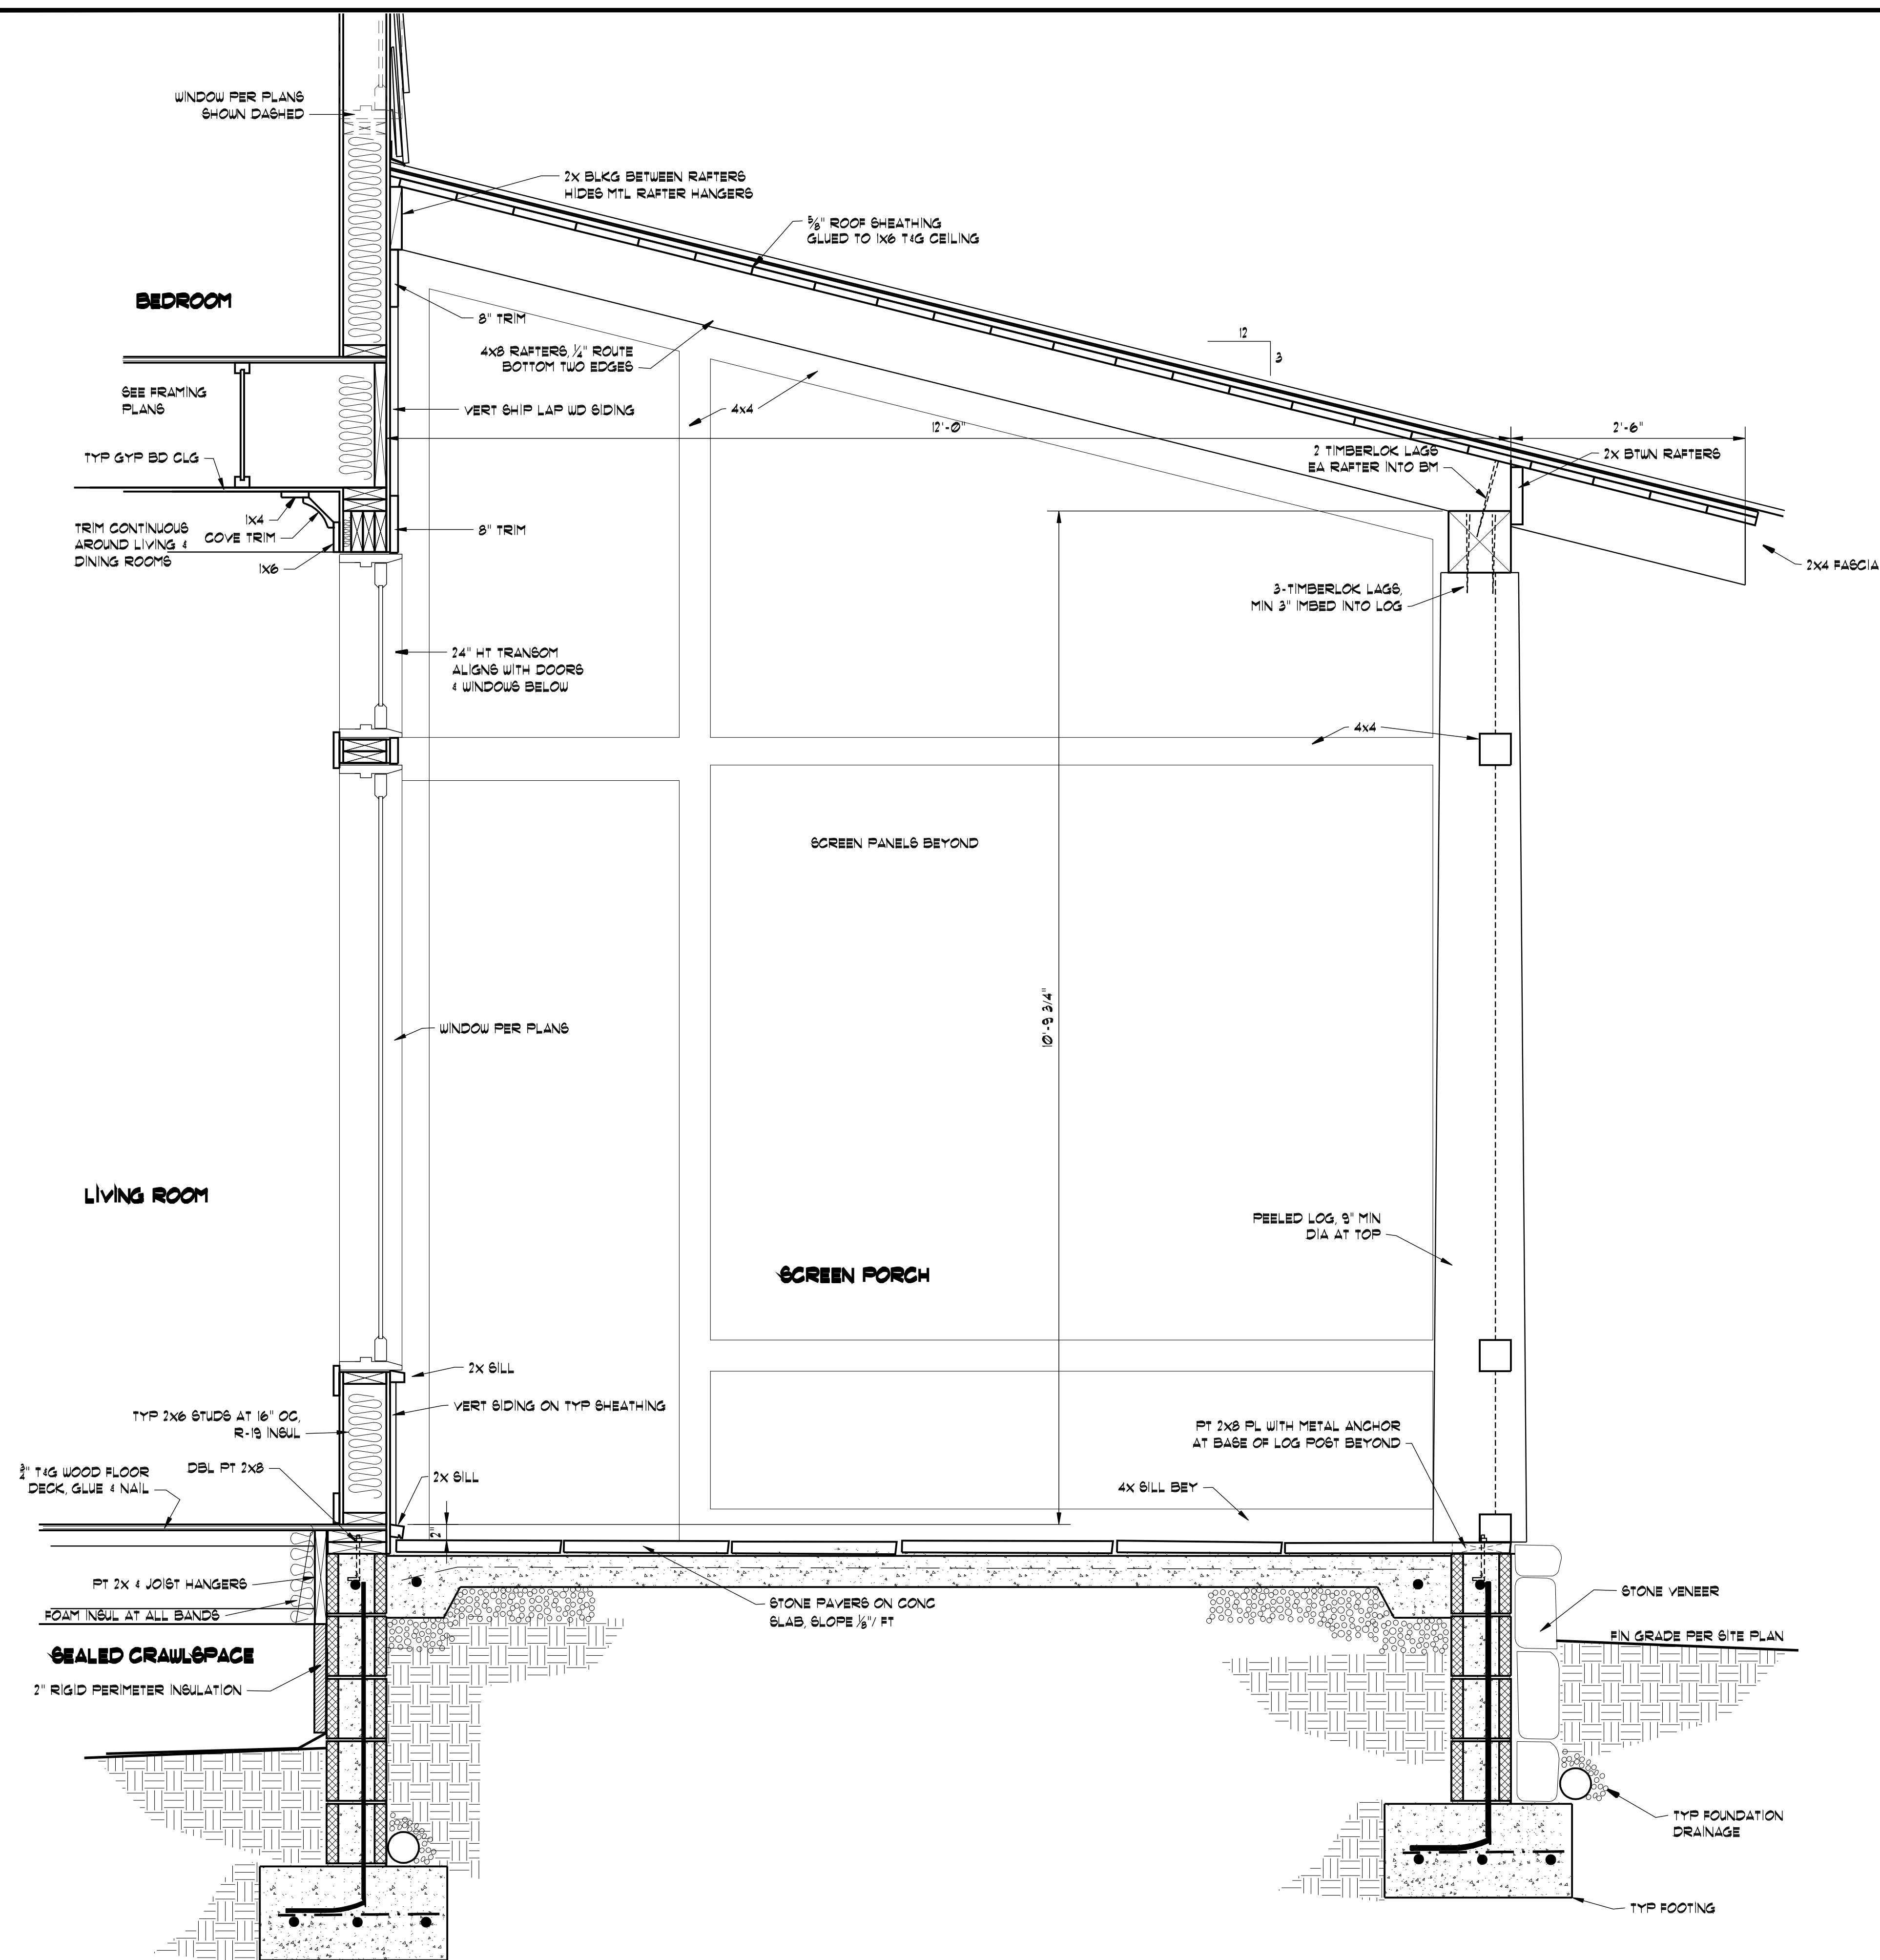 WINDOW PER PLANS
SHOWN DASHED
2X BLKG BETWEEN RAFTERS
HIDES MTL RAFTER HANGERS
5/8" ROOF SHEATHING
GLUED TO 1X6 T&G CEILING
BEDROOM
8" TRIM
12
3
4X8 RAFTERS, 1/4" ROUTE
BOTTOM TWO EDGES
SEE FRAMING
PLANS
VERT SHIP LAP WD SIDING
4x4
12'-0"
2'-6"
TYP GYP BD CLG
2 TIMBERLOK LAGS
EA RAFTER INTO BM
2X BTWN RAFTERS
1X4
TRIM CONTINUOUS
AROUND LIVING &
DINING ROOMS
COVE TRIM
8" TRIM
1X6
2X4 FASCIA
3-TIMBERLOK LAGS,
MIN 3" IMBED INTO LOG
24" HT TRANSOM
ALIGNS WITH DOORS
& WINDOWS BELOW
4x4
SCREEN PANELS BEYOND
10'-9 3/4"
WINDOW PER PLANS
LIVING ROOM
PEELED LOG, 9" MIN
DIA AT TOP
SCREEN PORCH
2X SILL
VERT SIDING ON TYP SHEATHING
TYP 2X6 STUDS AT 16" OC,
R-19 INSUL
PT 2X8 PL WITH METAL ANCHOR
AT BASE OF LOG POST BEYOND
3/4" T&G WOOD FLOOR
DECK, GLUE & NAIL
DBL PT 2X8
2X SILL
4X SILL BEY
2"
PT 2X & JOIST HANGERS
FOAM INSUL AT ALL BANDS
STONE PAVERS ON CONC
SLAB, SLOPE 1/8"/ FT
STONE VENEER
SEALED CRAWLSPACE
FIN GRADE PER SITE PLAN
2" RIGID PERIMETER INSULATION
TYP FOUNDATION
DRAINAGE
TYP FOOTING